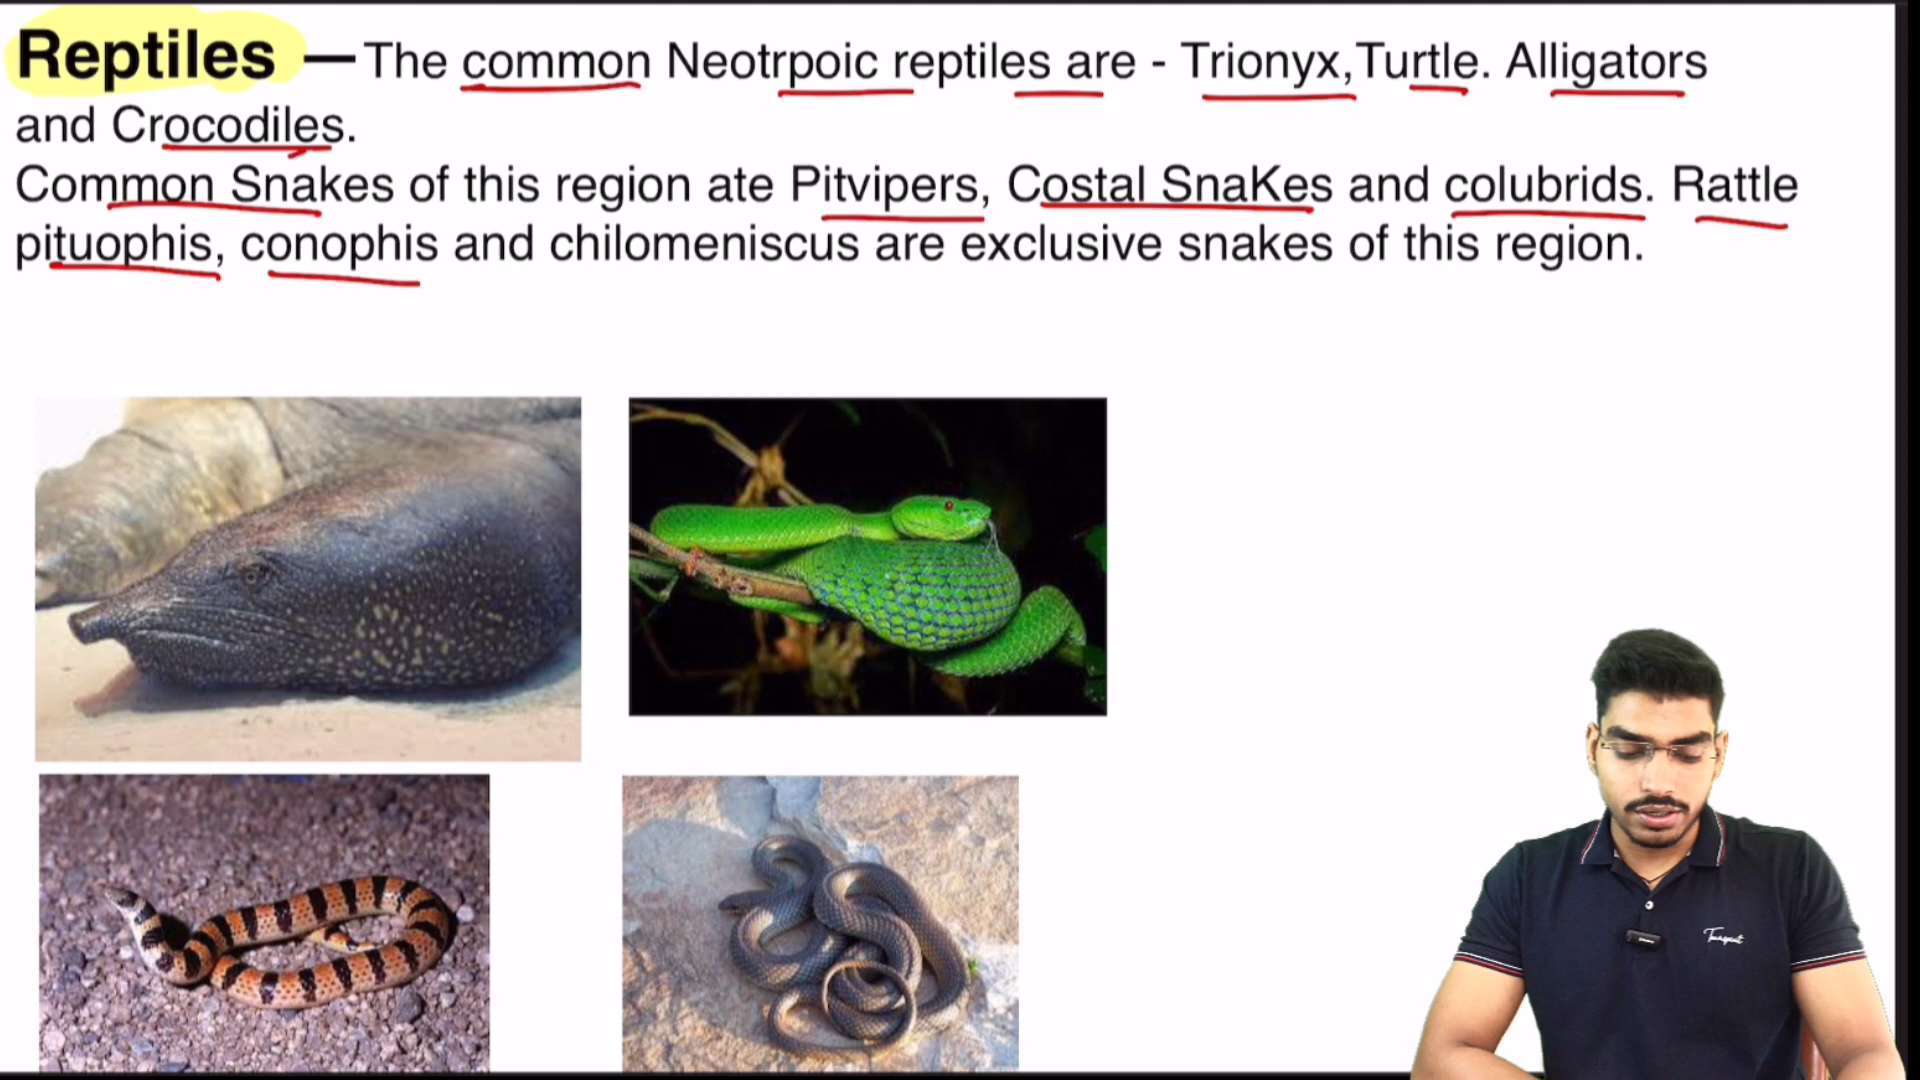 Reptiles — The common Neotrpoic reptiles are - Trionyx,Turtle. Alligators
and Crocodiles.
Common Snakes of this region ate Pitvipers, Costal SnaKes and colubrids. Rattle
pituophis, conophis and chilomeniscus are exclusive snakes of this region.